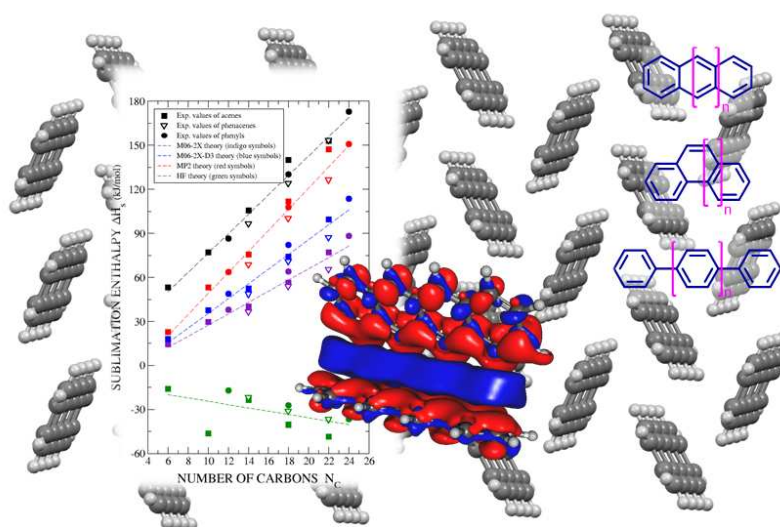 180
150
120
90
60
30
0
-30
-60
4 6 8 10 12 14 16 18 20 22 24 26
SUBLIMATION ENTHALPY ΔHs (kJ/mol)
NUMBER OF CARBONS NC
Exp. values of acenes
Exp. values of phenacenes
Exp. values of phenyls
M06-2X theory (indigo symbols)
M06-2X-D3 theory (blue symbols)
MP2 theory (red symbols)
HF theory (green symbols)
n
n
n